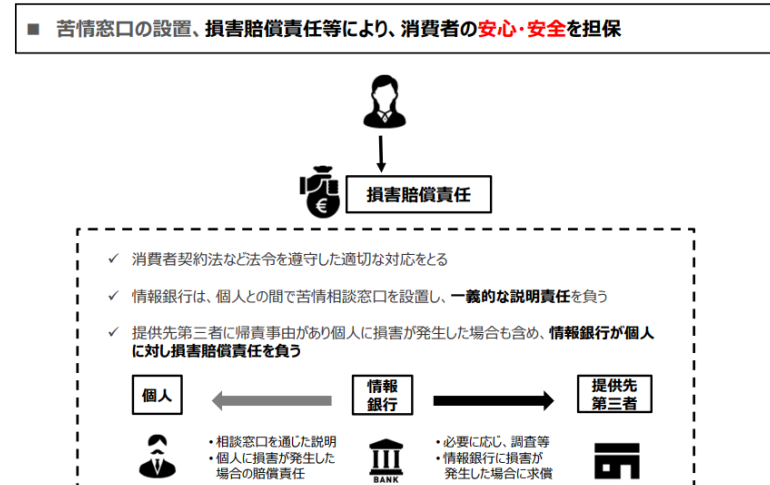 ■ 苦情窓口の設置、損害賠償責任等により、消費者の安心・安全を担保
€
損害賠償責任
✓ 消費者契約法など法令を遵守した適切な対応をとる
✓ 情報銀行は、個人との間で苦情相談窓口を設置し、一義的な説明責任を負う
✓ 提供先第三者に帰責事由があり個人に損害が発生した場合も含め、情報銀行が個人
に対し損害賠償責任を負う
個人
情報
銀行
提供先
第三者
・相談窓口を通じた説明
・個人に損害が発生した
場合の賠償責任
BANK
・必要に応じ、調査等
・情報銀行に損害が
発生した場合に求償